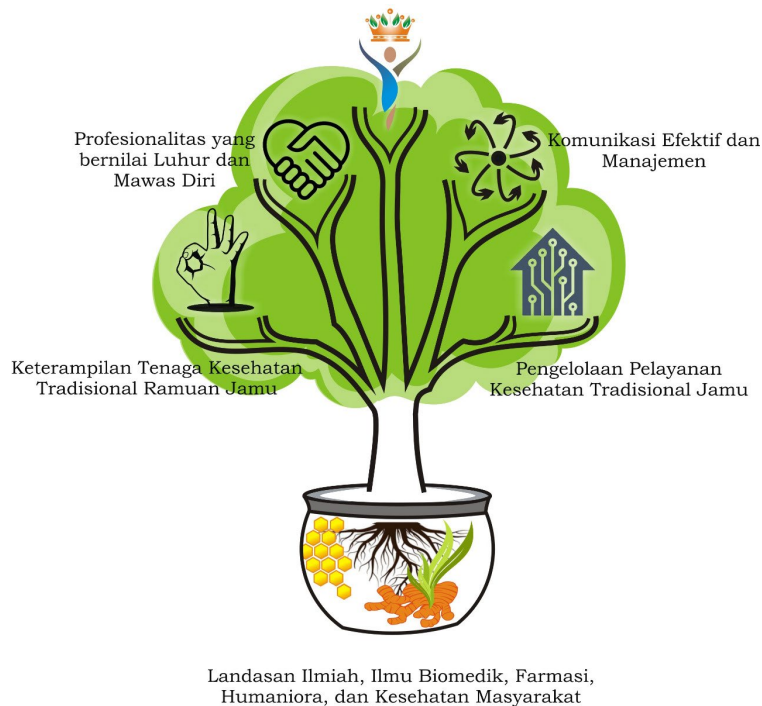 Profesionalitas yang
bernilai Luhur dan
Mawas Diri
Komunikasi Efektif dan
Manajemen
Keterampilan Tenaga Kesehatan
Tradisional Ramuan Jamu
Pengelolaan Pelayanan
Kesehatan Tradisional Jamu
Landasan Ilmiah, Ilmu Biomedik, Farmasi,
Humaniora, dan Kesehatan Masyarakat